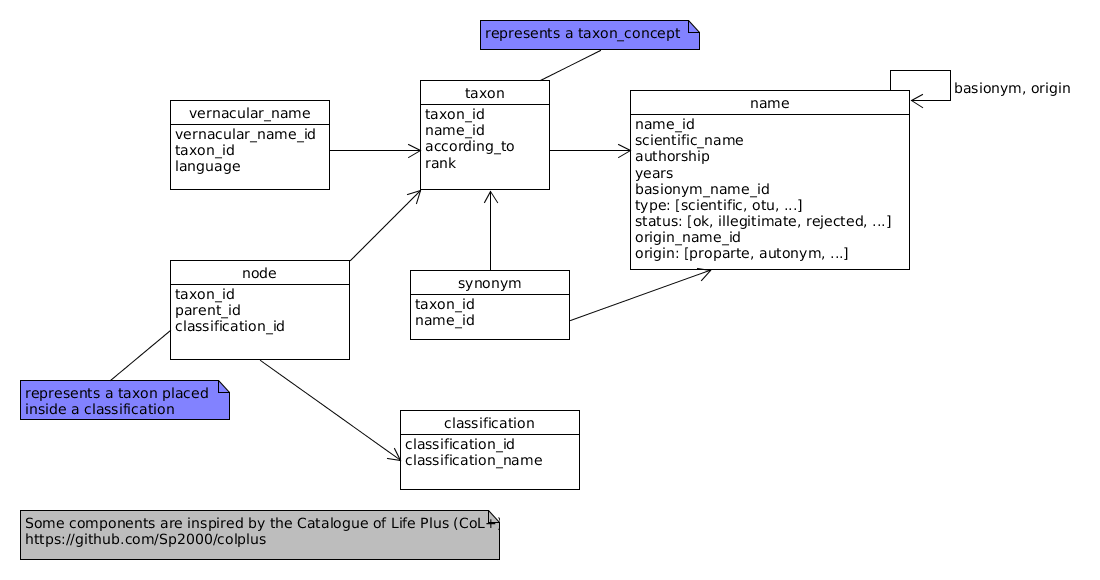 represents a taxon_concept
basionym, origin
taxon
taxon_id
name_id
according_to
rank
name
name_id
scientific_name
authorship
years
basionym_name_id
type: [scientific, otu, ...]
status: [ok, illegitimate, rejected, ...]
origin_name_id
origin: [proparte, autonym, ...]
vernacular_name
vernacular_name_id
taxon_id
language
node
taxon_id
parent_id
classification_id
synonym
taxon_id
name_id
represents a taxon placed
inside a classification
classification
classification_id
classification_name
Some components are inspired by the Catalogue of Life Plus (CoL+)
https://github.com/Sp2000/colplus